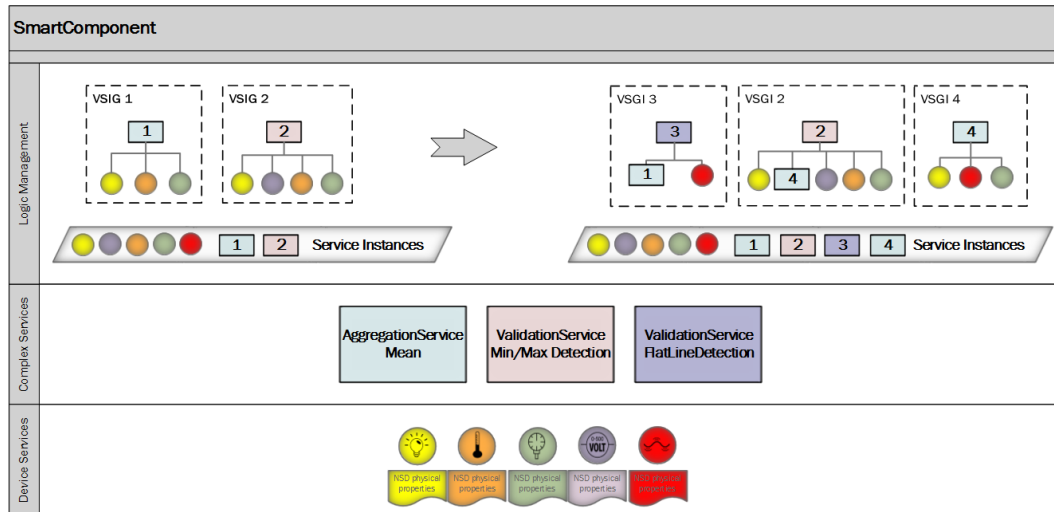 SmartComponent
Logic Management
VSIG 1
VSIG 2
1
2
VSGI 3
VSGI 2
VSGI 4
3
2
4
1
4
1
2
Service Instances
1
2
3
4
Service Instances
Complex Services
AggregationService
Mean
ValidationService
Min/Max Detection
ValidationService
FlatLineDetection
Device Services
0-300
VOLT
NSD physical
properties
NSD physical
properties
NSD physical
properties
NSD physical
properties
NSD physical
properties